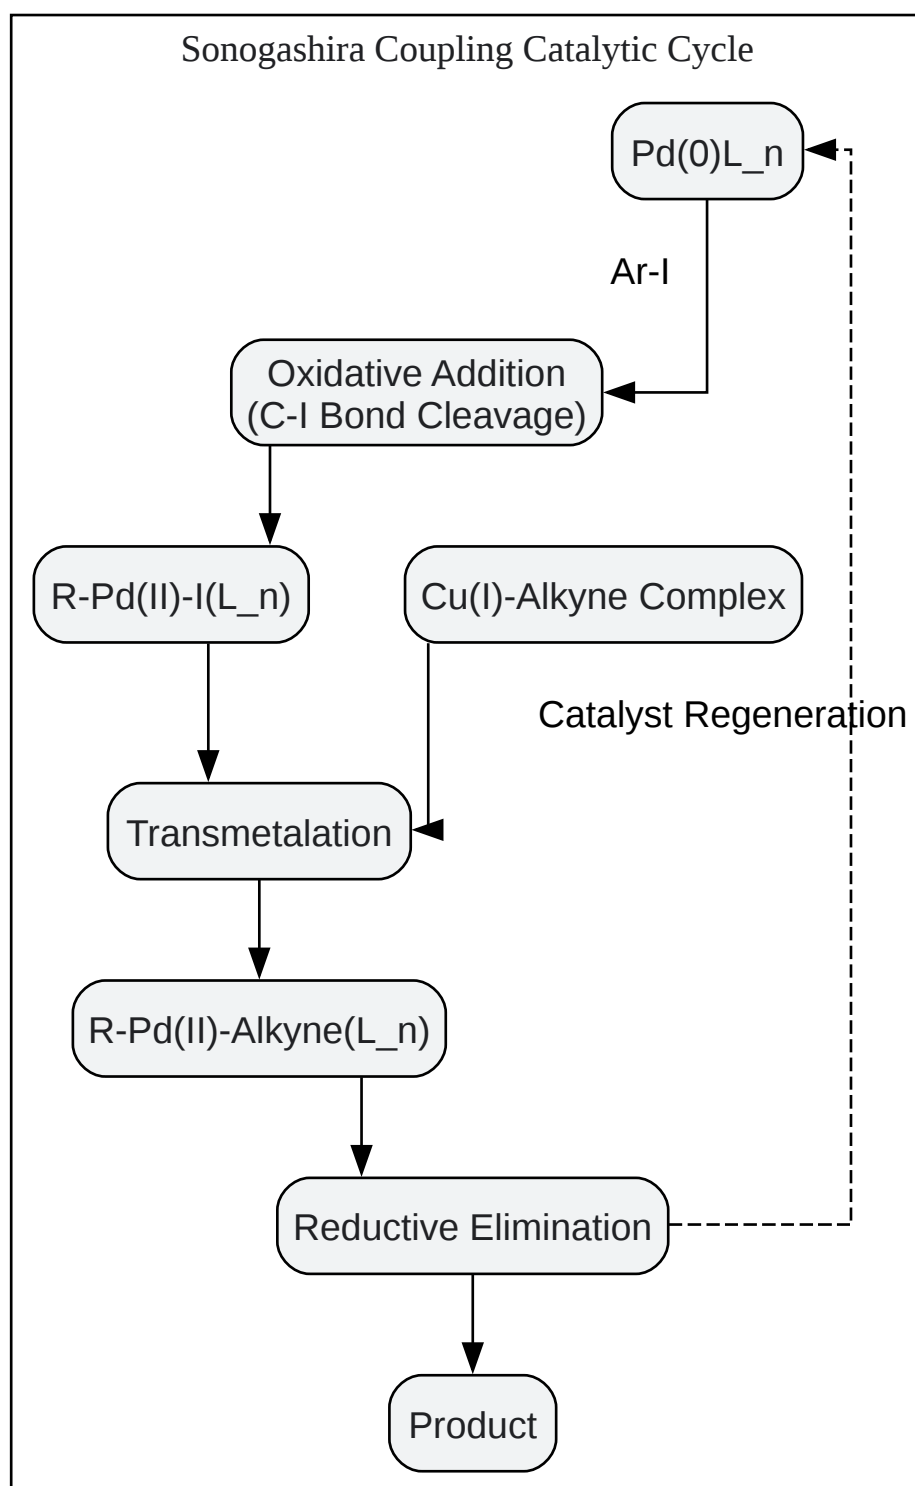 Sonogashira Coupling Catalytic Cycle
Pd(0)L_n
Ar-I
Oxidative Addition
(C-I Bond Cleavage)
R-Pd(II)-I(L_n)
Cu(I)-Alkyne Complex
Catalyst Regeneration
Transmetalation
R-Pd(II)-Alkyne(L_n)
Reductive Elimination
Product